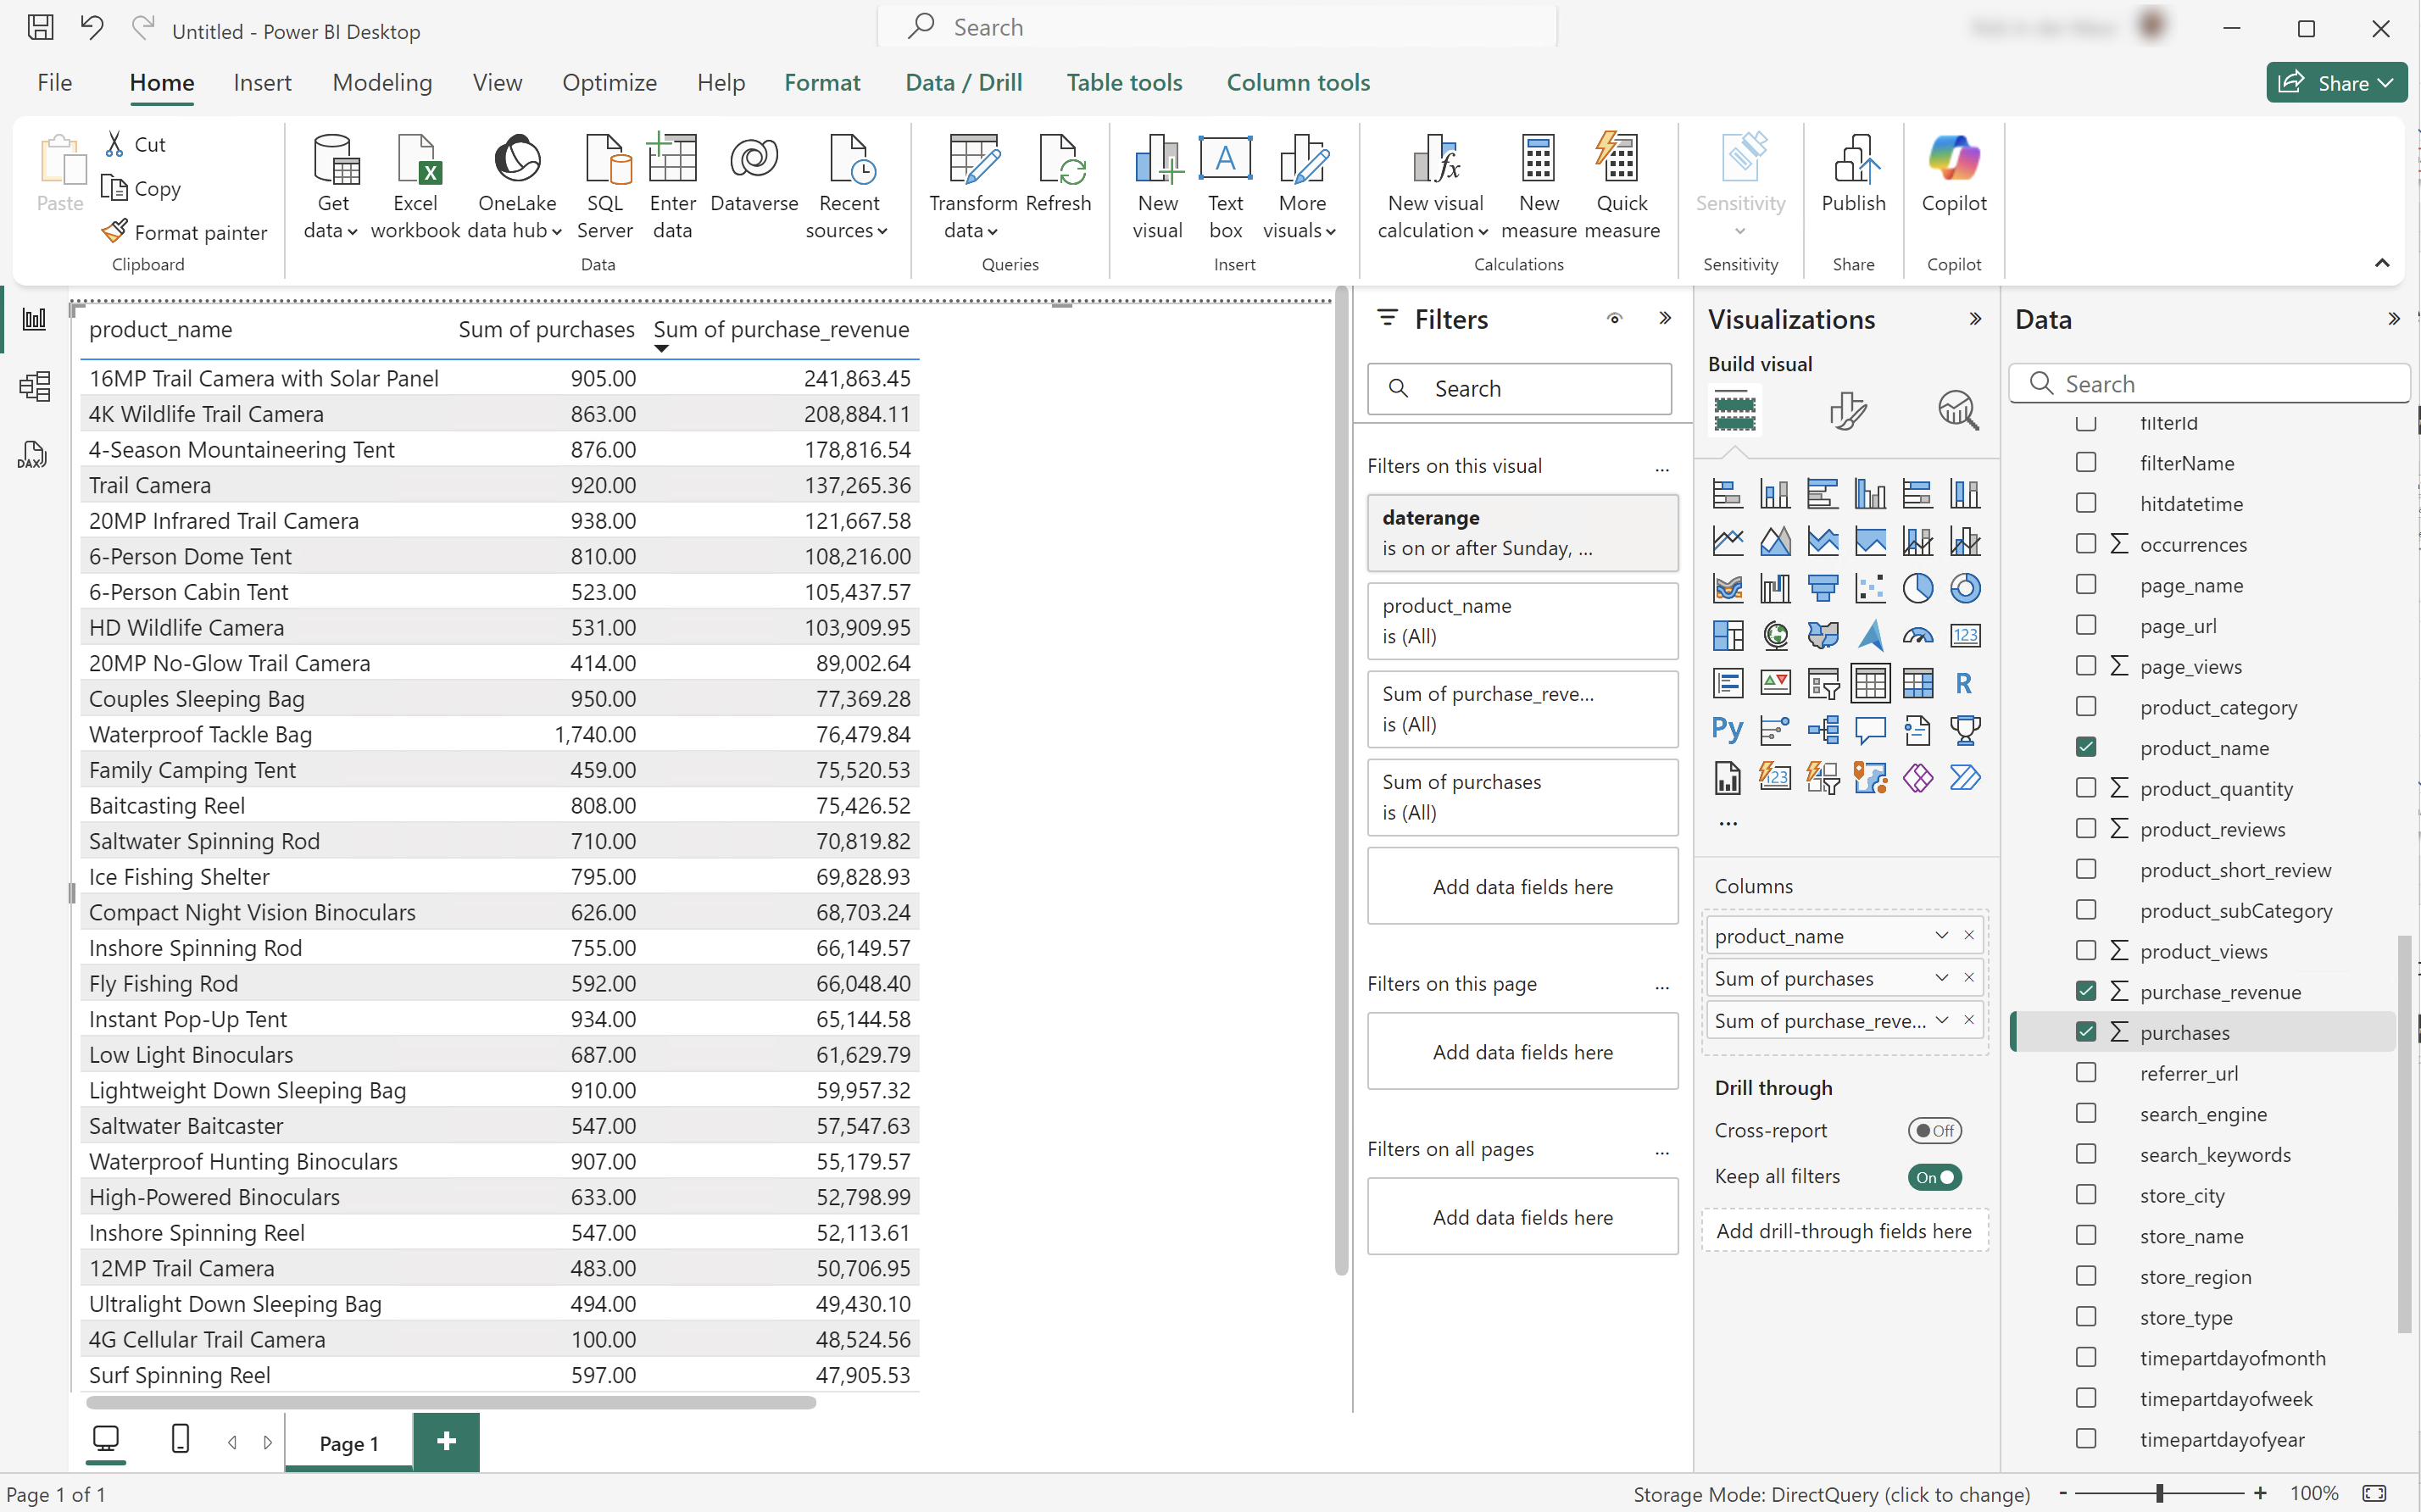 Untitled - Power BI Desktop
Search
File Home Insert Modeling View Optimize Help Format Data / Drill Table tools Column tools
Share
Paste
Cut
Copy
Format painter
Clipboard
Get data
Excel workbook
OneLake data hub
SQL Server
Enter data
Dataverse
Recent sources
Data
Transform data
Refresh
Queries
New visual
Text box
More visuals
Insert
New visual calculation
New measure
Quick measure
Calculations
Sensitivity
Sensitivity
Publish
Share
Copilot
Copilot
DAX
product_name Sum of purchases Sum of purchase_revenue
16MP Trail Camera with Solar Panel 905.00 241,863.45
4K Wildlife Trail Camera 863.00 208,884.11
4-Season Mountaineering Tent 876.00 178,816.54
Trail Camera 920.00 137,265.36
20MP Infrared Trail Camera 938.00 121,667.58
6-Person Dome Tent 810.00 108,216.00
6-Person Cabin Tent 523.00 105,437.57
HD Wildlife Camera 531.00 103,909.95
20MP No-Glow Trail Camera 414.00 89,002.64
Couples Sleeping Bag 950.00 77,369.28
Waterproof Tackle Bag 1,740.00 76,479.84
Family Camping Tent 459.00 75,520.53
Baitcasting Reel 808.00 75,426.52
Saltwater Spinning Rod 710.00 70,819.82
Ice Fishing Shelter 795.00 69,828.93
Compact Night Vision Binoculars 626.00 68,703.24
Inshore Spinning Rod 755.00 66,149.57
Fly Fishing Rod 592.00 66,048.40
Instant Pop-Up Tent 934.00 65,144.58
Low Light Binoculars 687.00 61,629.79
Lightweight Down Sleeping Bag 910.00 59,957.32
Saltwater Baitcaster 547.00 57,547.63
Waterproof Hunting Binoculars 907.00 55,179.57
High-Powered Binoculars 633.00 52,798.99
Inshore Spinning Reel 547.00 52,113.61
12MP Trail Camera 483.00 50,706.95
Ultralight Down Sleeping Bag 494.00 49,430.10
4G Cellular Trail Camera 100.00 48,524.56
Surf Spinning Reel 597.00 47,905.53
Filters
Search
Filters on this visual ...
daterange
is on or after Sunday, ...
product_name
is (All)
Sum of purchase_reve...
is (All)
Sum of purchases
is (All)
Add data fields here
Filters on this page ...
Add data fields here
Filters on all pages ...
Add data fields here
Visualizations
Build visual
123
R
Py
123
...
Columns
product_name
Sum of purchases
Sum of purchase_reve...
Drill through
Cross-report Off
Keep all filters On
Add drill-through fields here
Data
Search
filterId
filterName
hitdatetime
∑ occurrences
page_name
page_url
∑ page_views
product_category
product_name
∑ product_quantity
∑ product_reviews
product_short_review
product_subCategory
∑ product_views
∑ purchase_revenue
∑ purchases
referrer_url
search_engine
search_keywords
store_city
store_name
store_region
store_type
timepartdayofmonth
timepartdayofweek
timepartdayofyear
Page 1
+
Page 1 of 1
Storage Mode: DirectQuery (click to change)
- + 100%